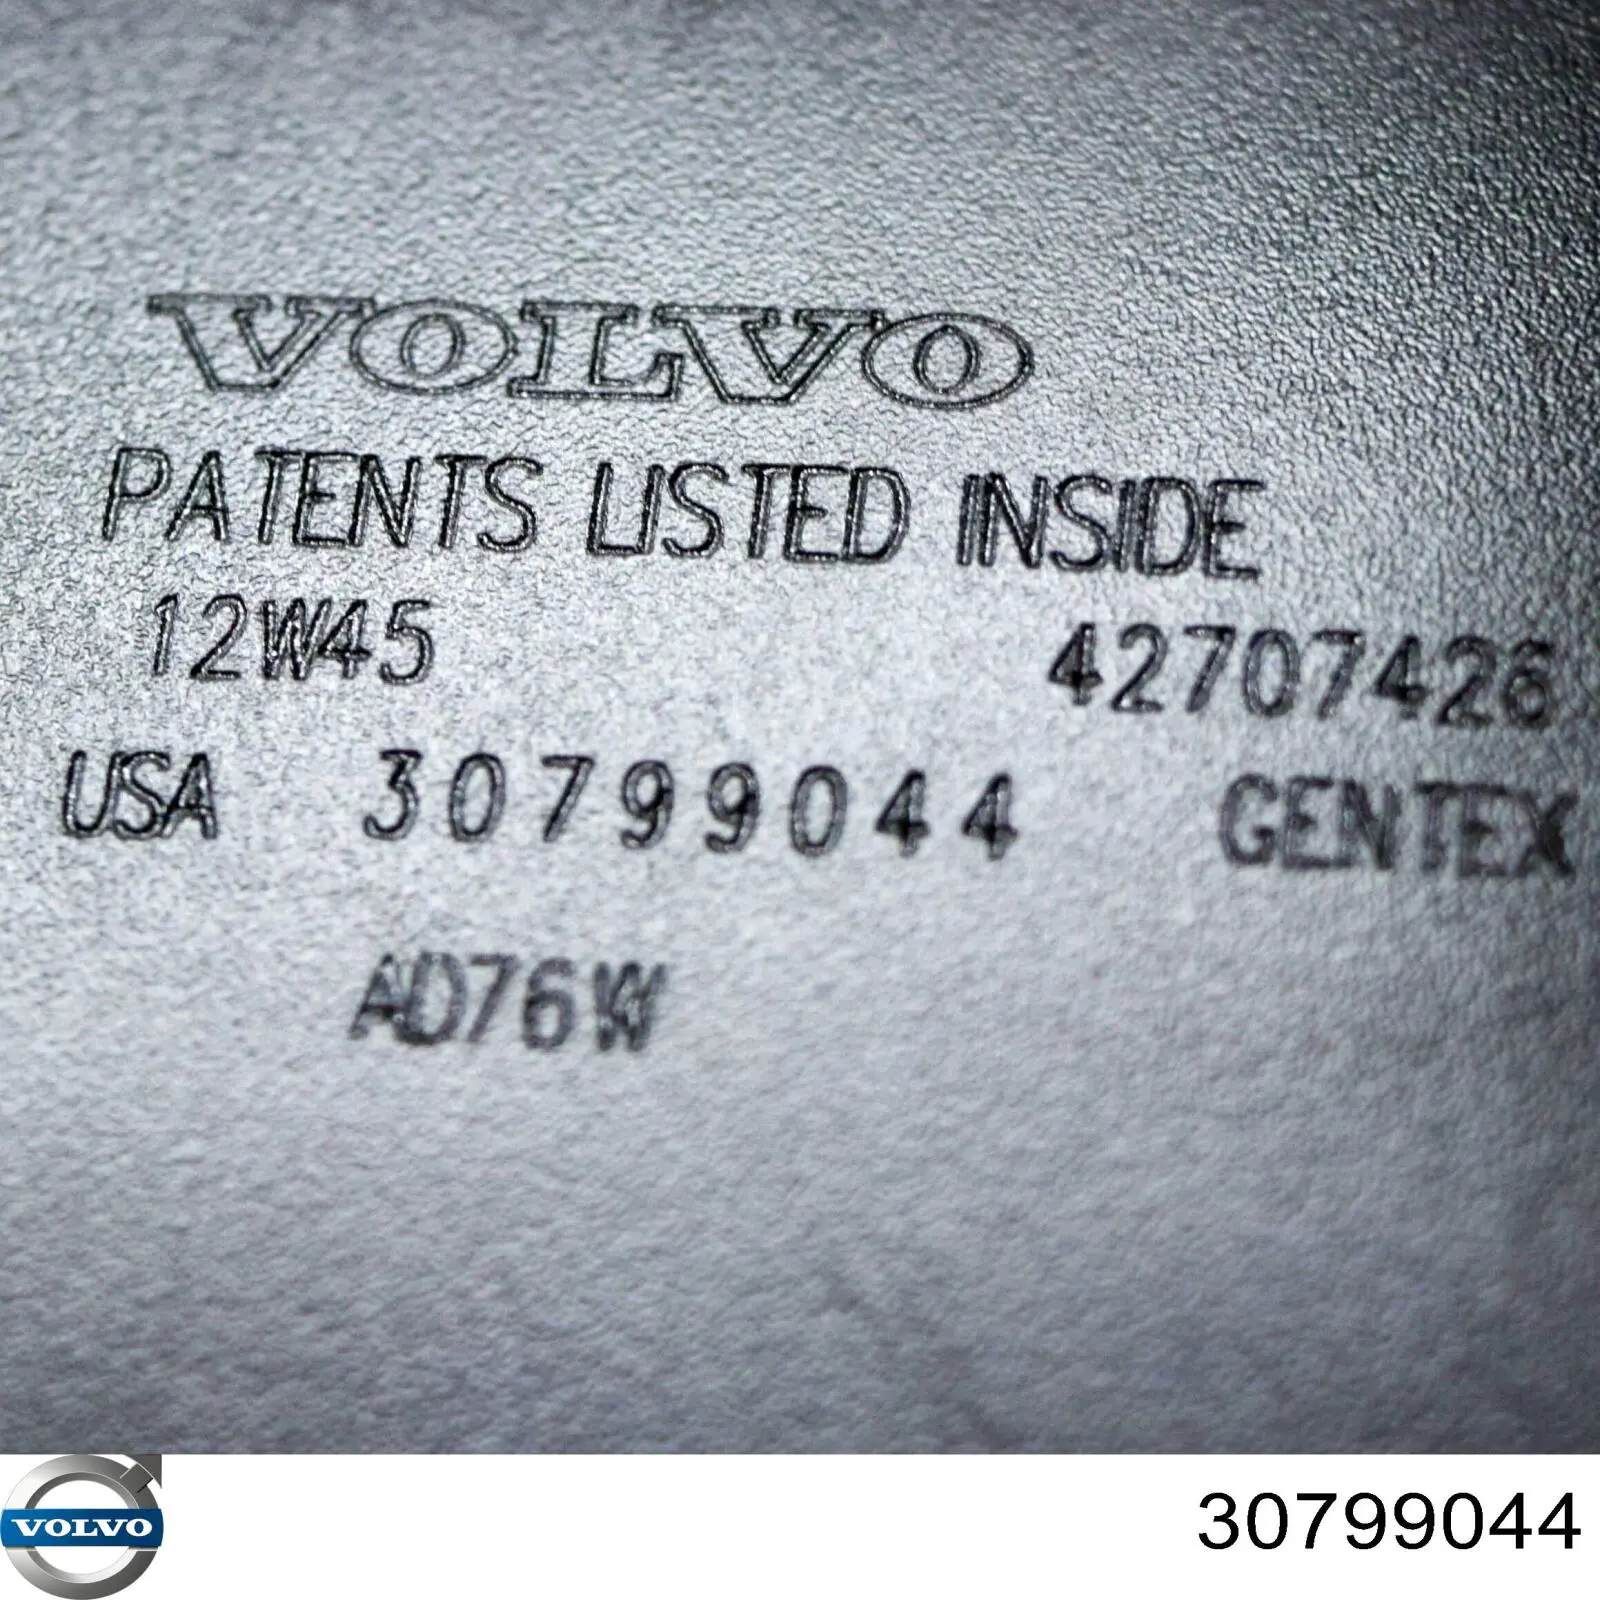 VOLVO
PATENTS LISTED INSIDE
12W45 42707426
USA 30799044 GENTEX
AD76W
VOLVO 30799044